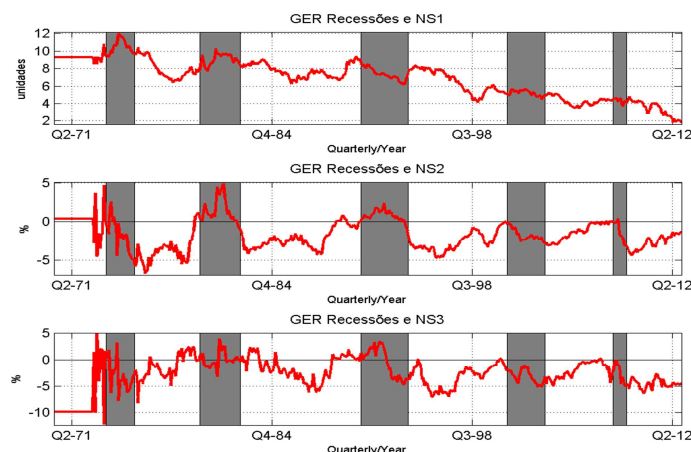 GER Recessões e NS1
12
10
8
6
4
2
unidades
Q2-71 Q4-84 Q3-98 Q2-12
Quarterly/Year
GER Recessões e NS2
5
0
-5
%
Q2-71 Q4-84 Q3-98 Q2-12
Quarterly/Year
GER Recessões e NS3
5
0
-5
-10
%
Q2-71 Q4-84 Q3-98 Q2-12
Quarterly/Year